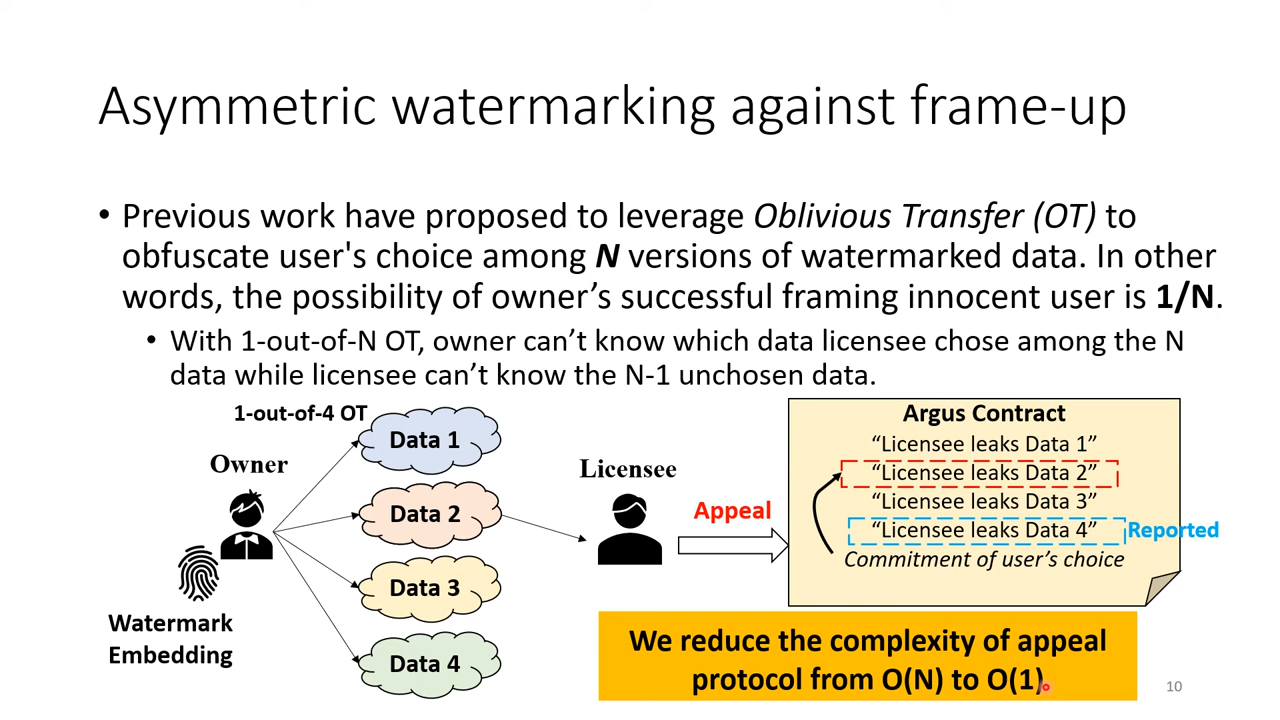 Asymmetric watermarking against frame-up
• Previous work have proposed to leverage Oblivious Transfer (OT) to
obfuscate user's choice among N versions of watermarked data. In other
words, the possibility of owner’s successful framing innocent user is 1/N.
• With 1-out-of-N OT, owner can’t know which data licensee chose among the N
data while licensee can’t know the N-1 unchosen data.
1-out-of-4 OT
Owner
Watermark
Embedding
Data 1
Data 2
Data 3
Data 4
Licensee
Appeal
Argus Contract
“Licensee leaks Data 1”
“Licensee leaks Data 2”
“Licensee leaks Data 3”
“Licensee leaks Data 4”
Reported
Commitment of user’s choice
We reduce the complexity of appeal
protocol from O(N) to O(1)
10